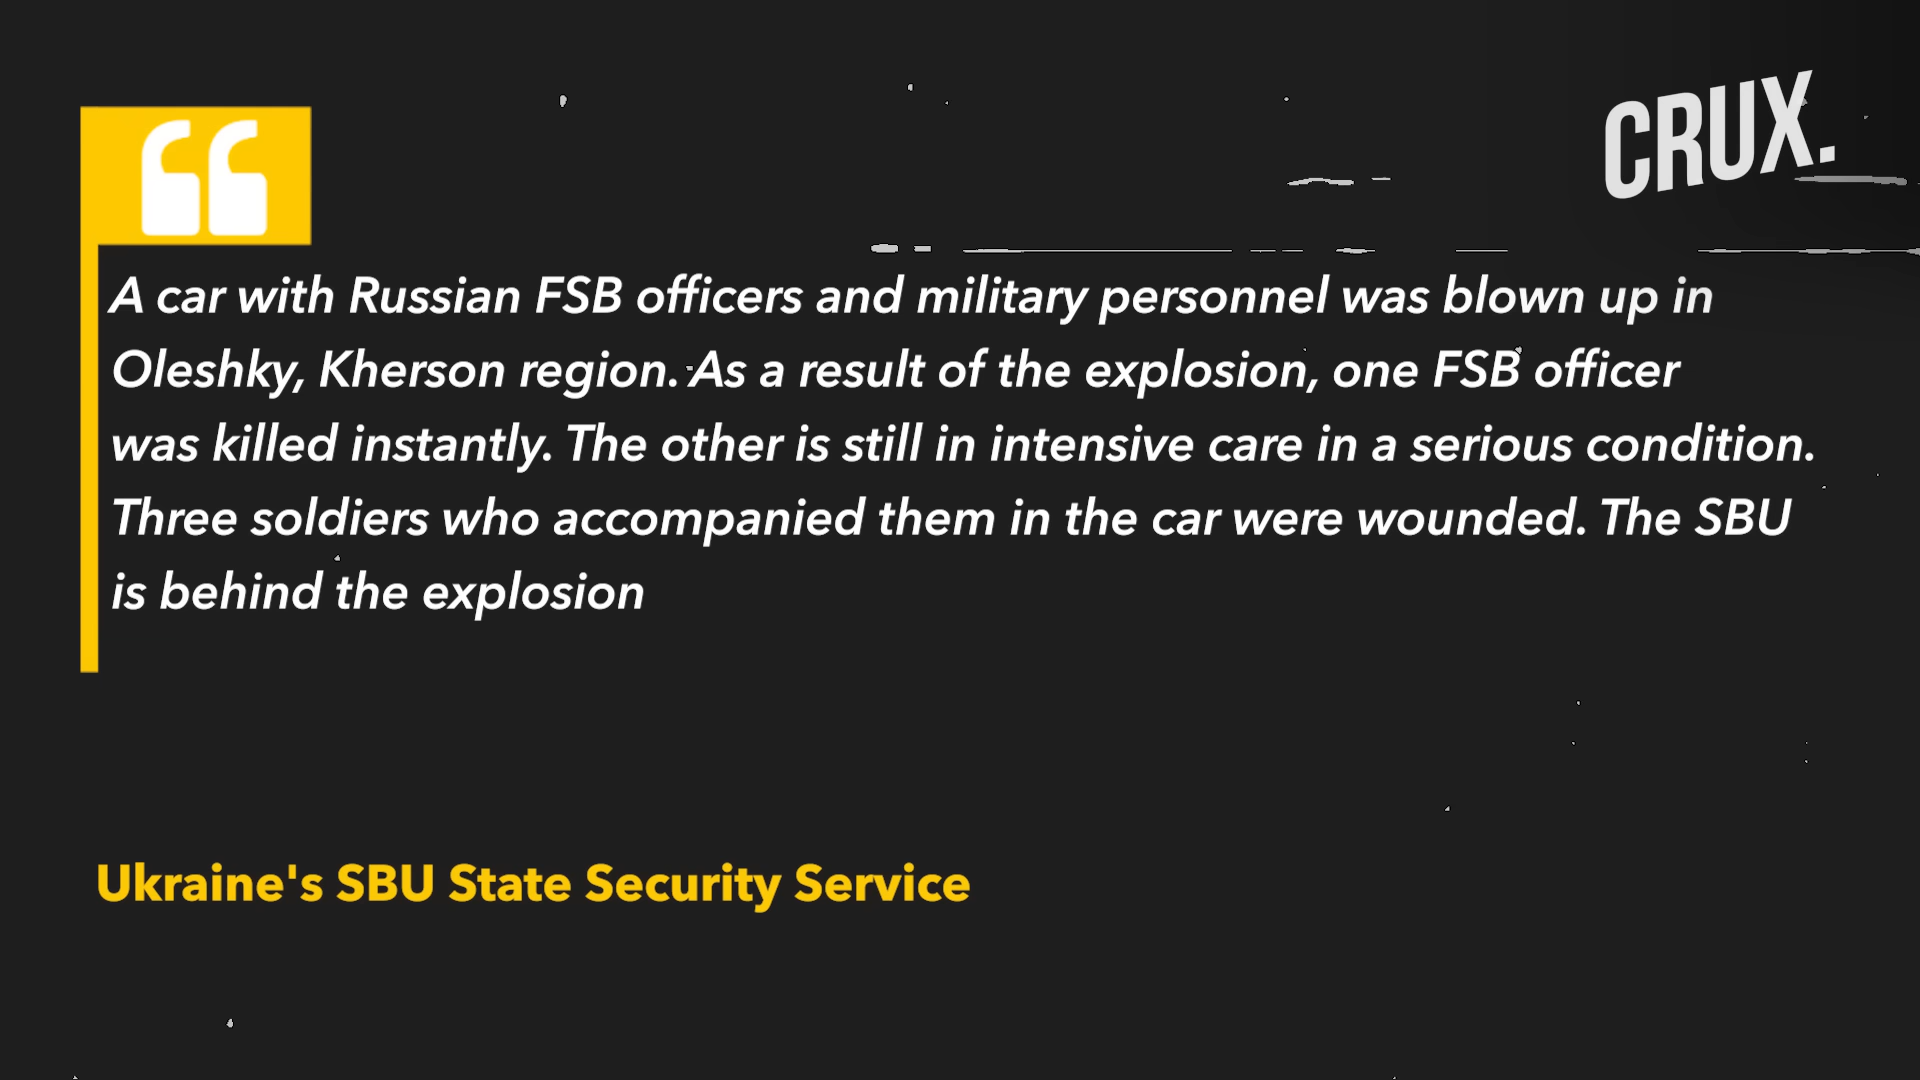 CRUX.
A car with Russian FSB officers and military personnel was blown up in
Oleshky, Kherson region. As a result of the explosion, one FSB officer
was killed instantly. The other is still in intensive care in a serious condition.
Three soldiers who accompanied them in the car were wounded. The SBU
is behind the explosion
Ukraine's SBU State Security Service